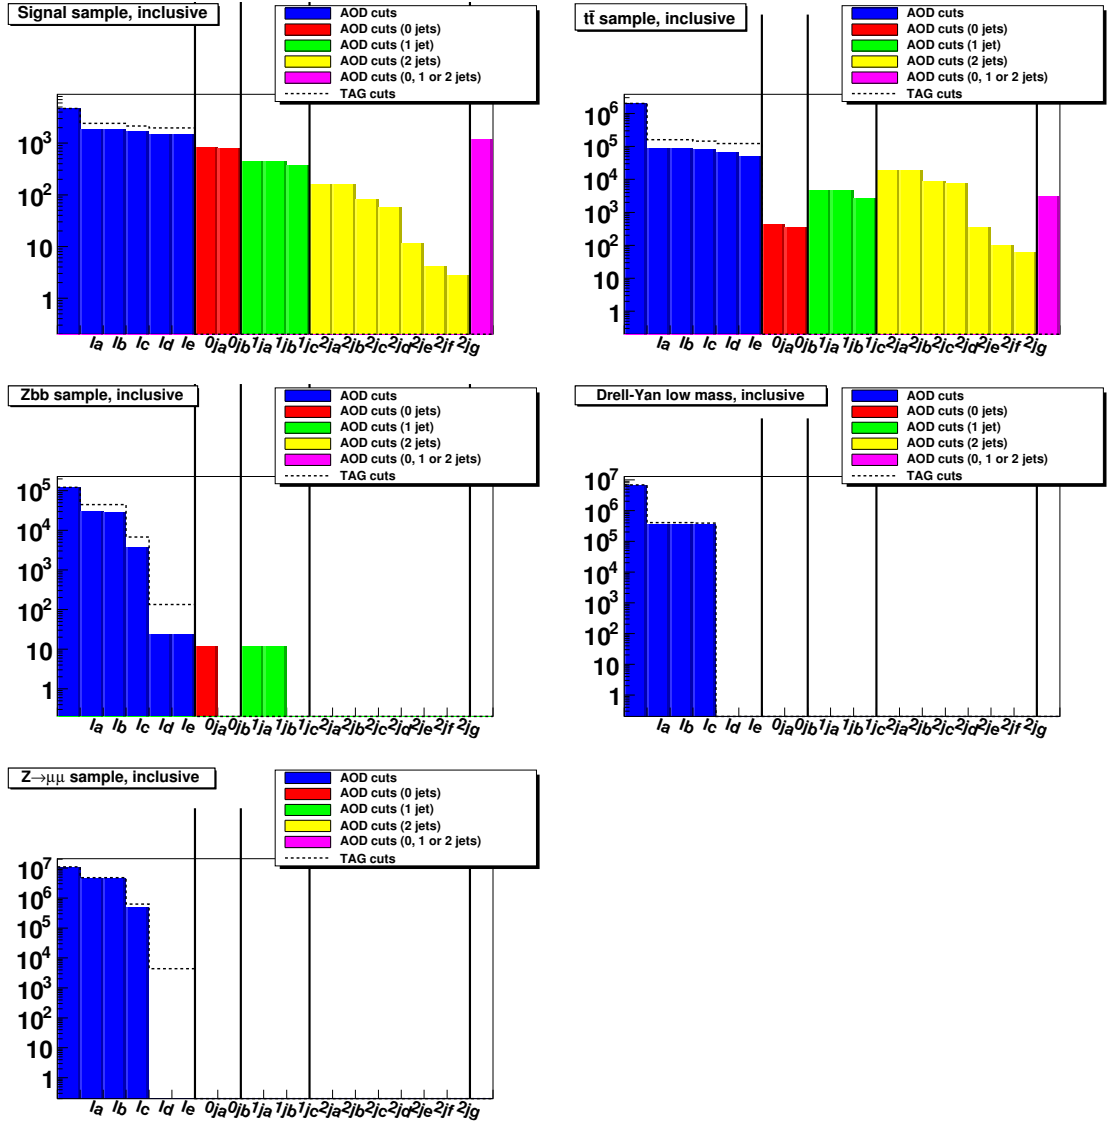 Signal sample, inclusive
AOD cuts
AOD cuts (0 jets)
AOD cuts (1 jet)
AOD cuts (2 jets)
AOD cuts (0, 1 or 2 jets)
TAG cuts
10³
10²
10
1
Ia Ib Ic Id Ie 0ja 0jb 1ja 1jb 1jc 2ja 2jb 2jc 2jd 2je 2jf 2jg
tt̄ sample, inclusive
AOD cuts
AOD cuts (0 jets)
AOD cuts (1 jet)
AOD cuts (2 jets)
AOD cuts (0, 1 or 2 jets)
TAG cuts
10⁶
10⁵
10⁴
10³
10²
10
1
Ia Ib Ic Id Ie 0ja 0jb 1ja 1jb 1jc 2ja 2jb 2jc 2jd 2je 2jf 2jg
Zbb sample, inclusive
AOD cuts
AOD cuts (0 jets)
AOD cuts (1 jet)
AOD cuts (2 jets)
AOD cuts (0, 1 or 2 jets)
TAG cuts
10⁵
10⁴
10³
10²
10
1
Ia Ib Ic Id Ie 0ja 0jb 1ja 1jb 1jc 2ja 2jb 2jc 2jd 2je 2jf 2jg
Drell-Yan low mass, inclusive
AOD cuts
AOD cuts (0 jets)
AOD cuts (1 jet)
AOD cuts (2 jets)
AOD cuts (0, 1 or 2 jets)
TAG cuts
10⁷
10⁶
10⁵
10⁴
10³
10²
10
1
Ia Ib Ic Id Ie 0ja 0jb 1ja 1jb 1jc 2ja 2jb 2jc 2jd 2je 2jf 2jg
Z→μμ sample, inclusive
AOD cuts
AOD cuts (0 jets)
AOD cuts (1 jet)
AOD cuts (2 jets)
AOD cuts (0, 1 or 2 jets)
TAG cuts
10⁷
10⁶
10⁵
10⁴
10³
10²
10
1
Ia Ib Ic Id Ie 0ja 0jb 1ja 1jb 1jc 2ja 2jb 2jc 2jd 2je 2jf 2jg